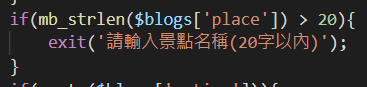 if(mb_strlen($blogs['place']) > 20){
exit('請輸入景點名稱(20字以內)');
}